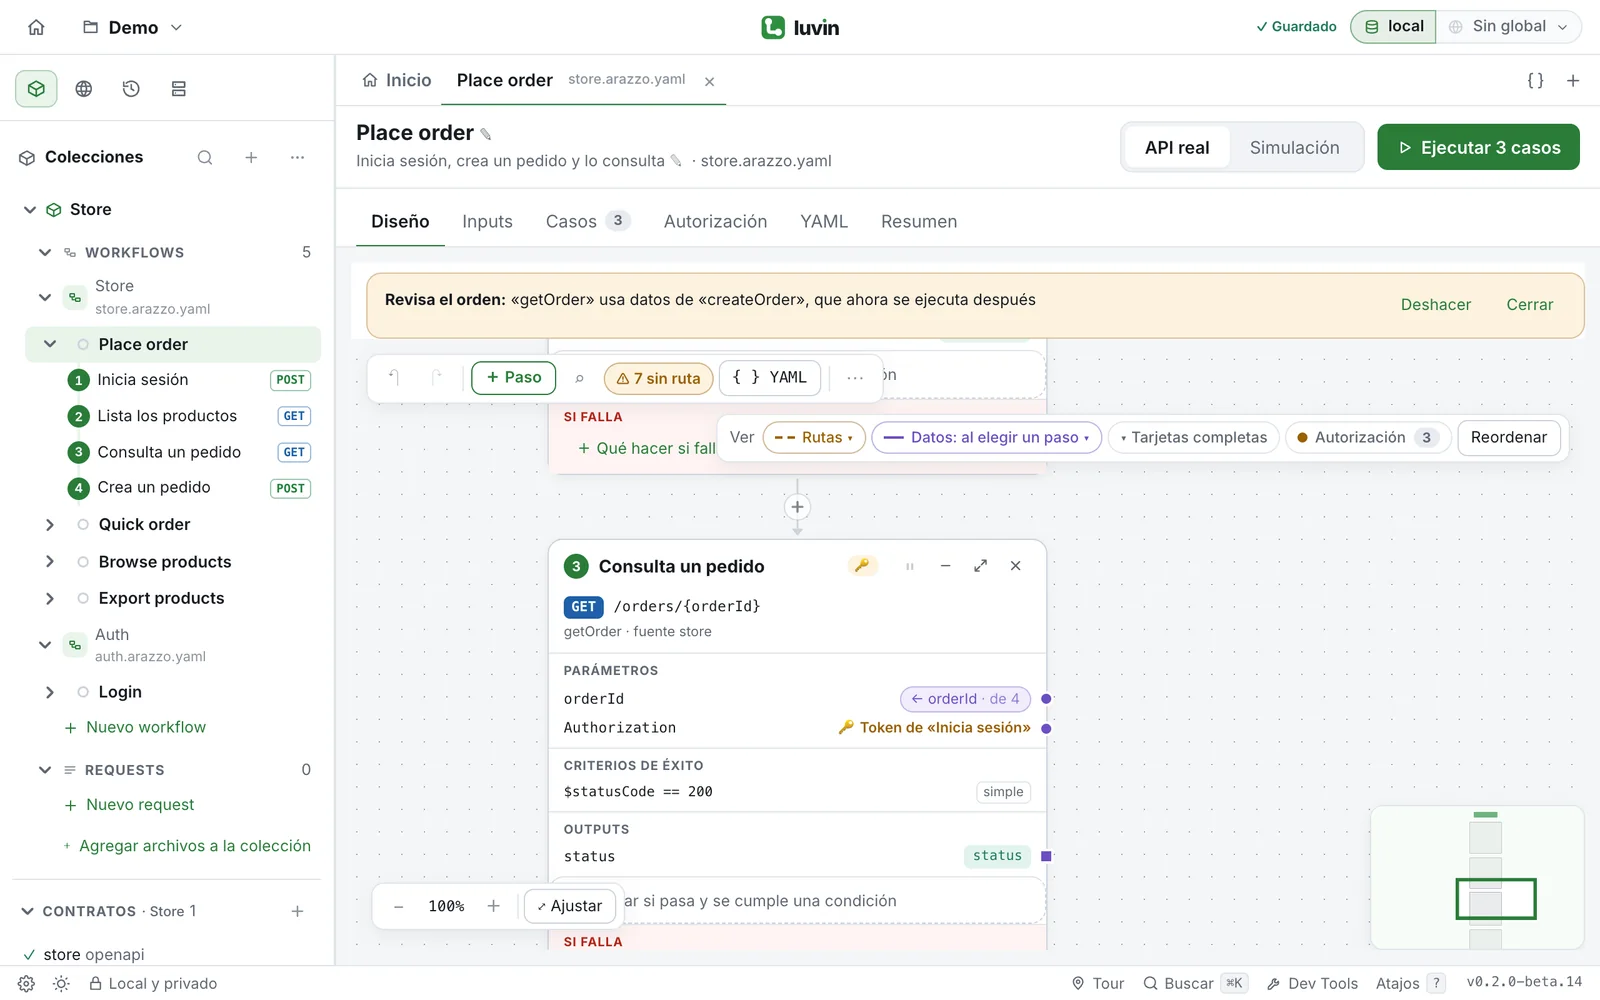 Demo
luvin
Guardado
local
Sin global
Inicio
Place order store.arazzo.yaml
Colecciones
Place order
Inicia sesión, crea un pedido y lo consulta · store.arazzo.yaml
API real
Simulación
Ejecutar 3 casos
Store
WORKFLOWS 5
Store
store.arazzo.yaml
Place order
1 Inicia sesión POST
2 Lista los productos GET
3 Consulta un pedido GET
4 Crea un pedido POST
Quick order
Browse products
Export products
Auth
auth.arazzo.yaml
Login
+ Nuevo workflow
REQUESTS 0
+ Nuevo request
+ Agregar archivos a la colección
CONTRATOS · Store 1
store openapi
Diseño
Inputs
Casos 3
Autorización
YAML
Resumen
Revisa el orden: «getOrder» usa datos de «createOrder», que ahora se ejecuta después
Deshacer
Cerrar
+ Paso
7 sin ruta
{ } YAML
···
ón
SI FALLA
+ Qué hacer si fall
Ver
Rutas
Datos: al elegir un paso
Tarjetas completas
Autorización 3
Reordenar
3 Consulta un pedido
GET /orders/{orderId}
getOrder · fuente store
PARÁMETROS
orderId ← orderId · de 4
Authorization Token de «Inicia sesión»
CRITERIOS DE ÉXITO
$statusCode == 200 simple
OUTPUTS
status status
ar si pasa y se cumple una condición
SI FALLA
− 100% +
Ajustar
Local y privado
Tour
Buscar ⌘K
Dev Tools
Atajos ?
v0.2.0-beta.14